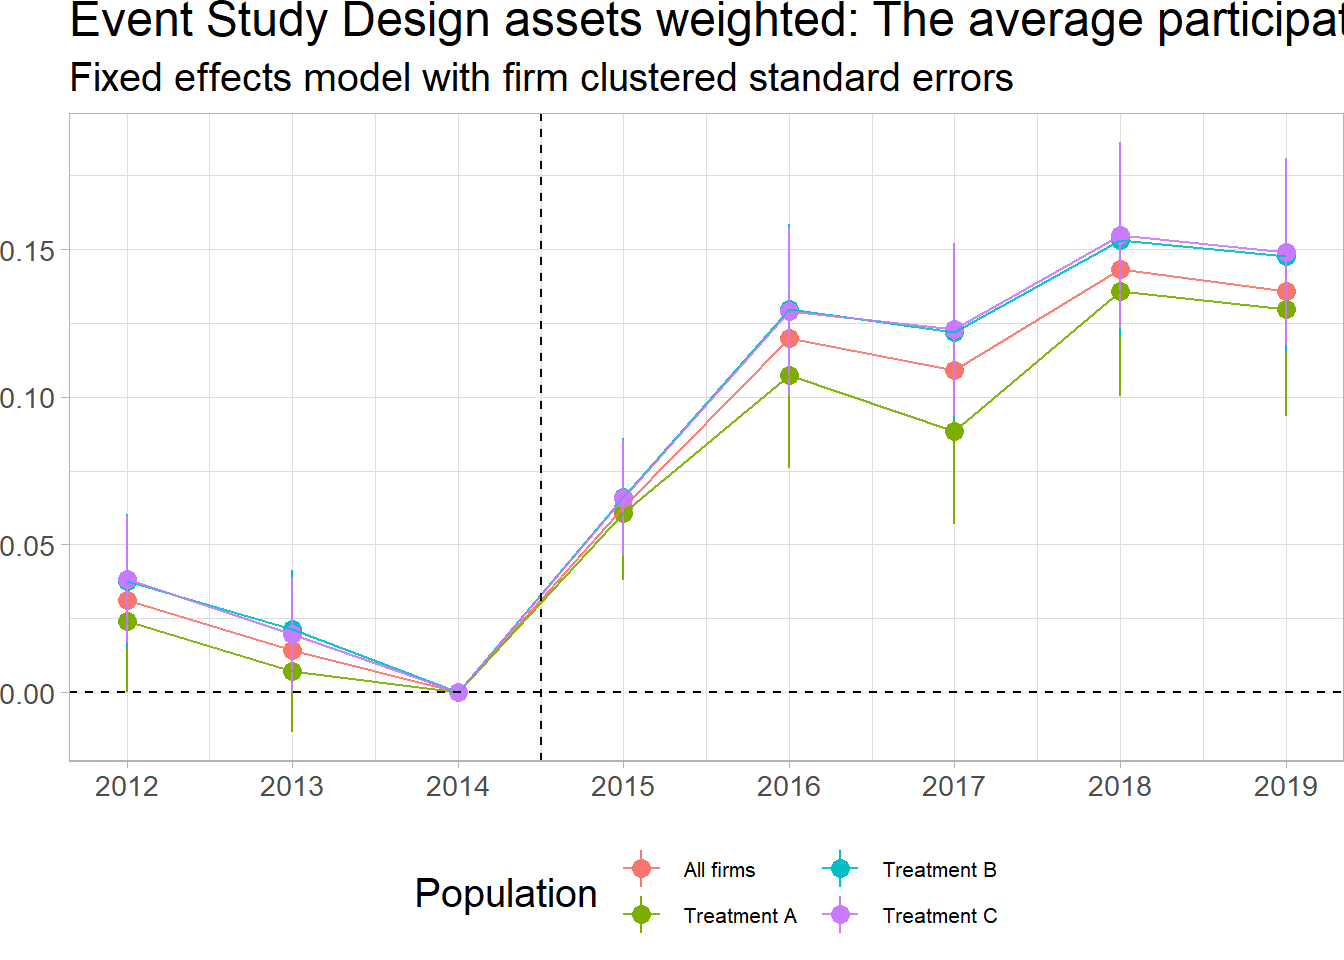 Event Study Design assets weighted: The average participat
Fixed effects model with firm clustered standard errors
0.15
0.10
0.05
0.00
2012 2013 2014 2015 2016 2017 2018 2019
Population
All firms Treatment B
Treatment A Treatment C